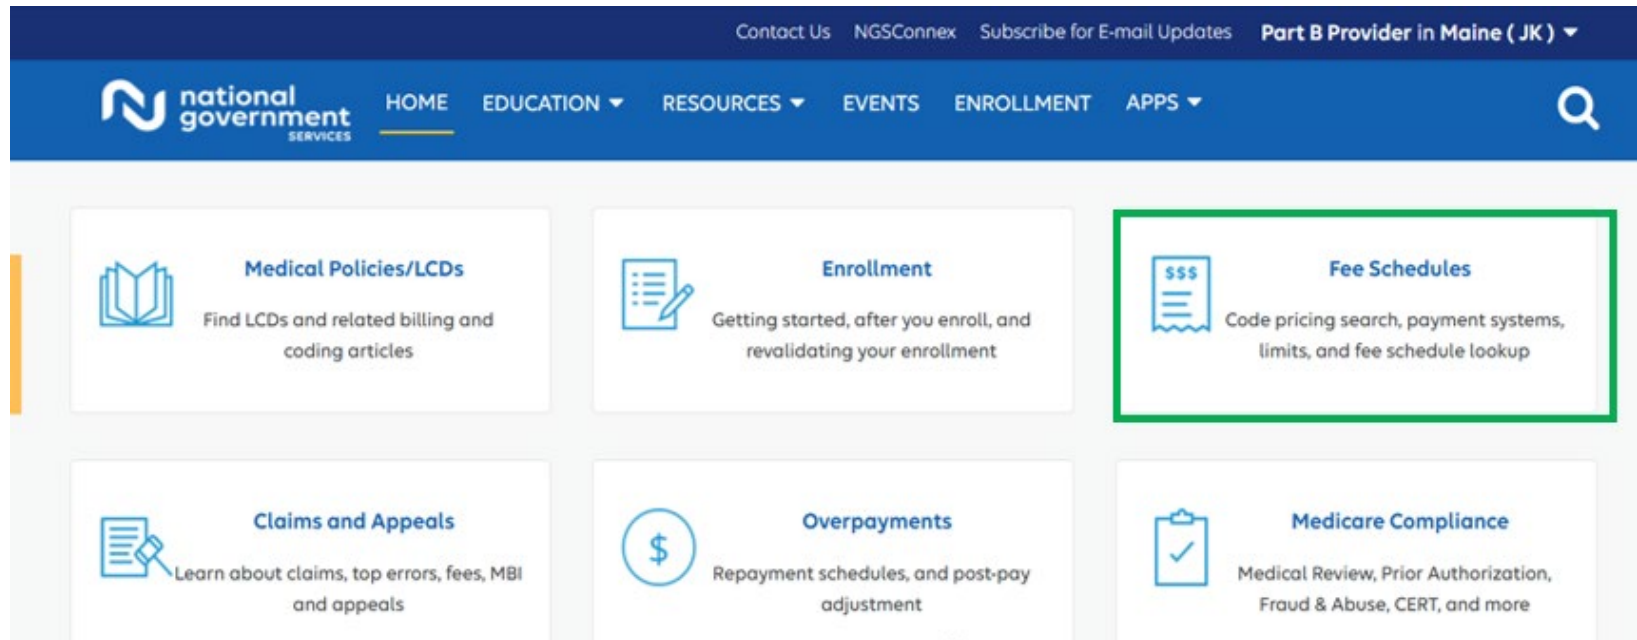 Contact Us NGSConnex Subscribe for E-mail Updates Part B Provider in Maine ( JK )
national
government
SERVICES
HOME EDUCATION RESOURCES EVENTS ENROLLMENT APPS
Medical Policies/LCDs
Find LCDs and related billing and
coding articles
Enrollment
Getting started, after you enroll, and
revalidating your enrollment
$$$
Fee Schedules
Code pricing search, payment systems,
limits, and fee schedule lookup
Claims and Appeals
Learn about claims, top errors, fees, MBI
and appeals
$
Overpayments
Repayment schedules, and post-pay
adjustment
Medicare Compliance
Medical Review, Prior Authorization,
Fraud & Abuse, CERT, and more